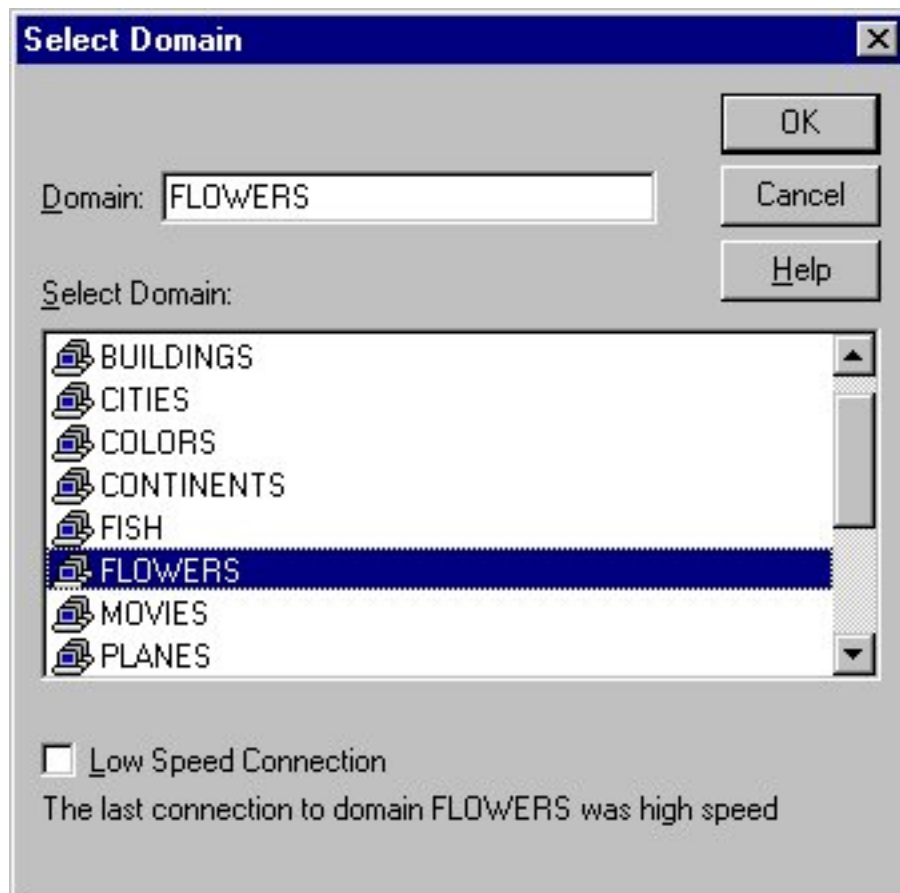 Select Domain
OK
Domain: FLOWERS
Cancel
Help
Select Domain:
BUILDINGS
CITIES
COLORS
CONTINENTS
FISH
FLOWERS
MOVIES
PLANES
Low Speed Connection
The last connection to domain FLOWERS was high speed